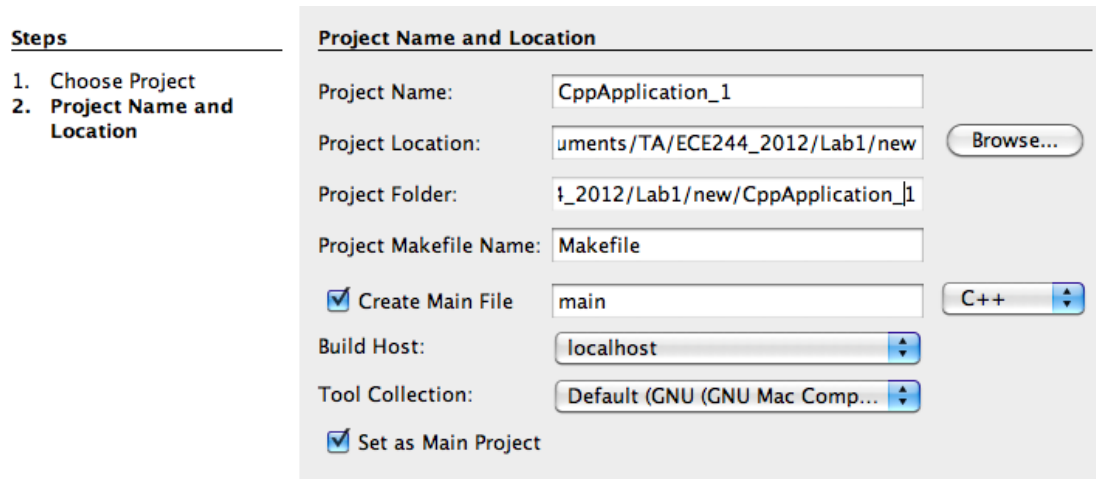 Steps
1. Choose Project
2. Project Name and
Location
Project Name and Location
Project Name: CppApplication_1
Project Location: uments/TA/ECE244_2012/Lab1/new Browse...
Project Folder: 4_2012/Lab1/new/CppApplication_1
Project Makefile Name: Makefile
Create Main File main C++
Build Host: localhost
Tool Collection: Default (GNU (GNU Mac Comp...
Set as Main Project